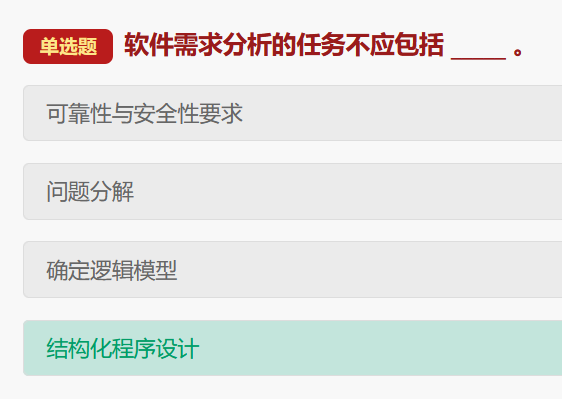 单选题 软件需求分析的任务不应包括 _____ 。
可靠性与安全性要求
问题分解
确定逻辑模型
结构化程序设计